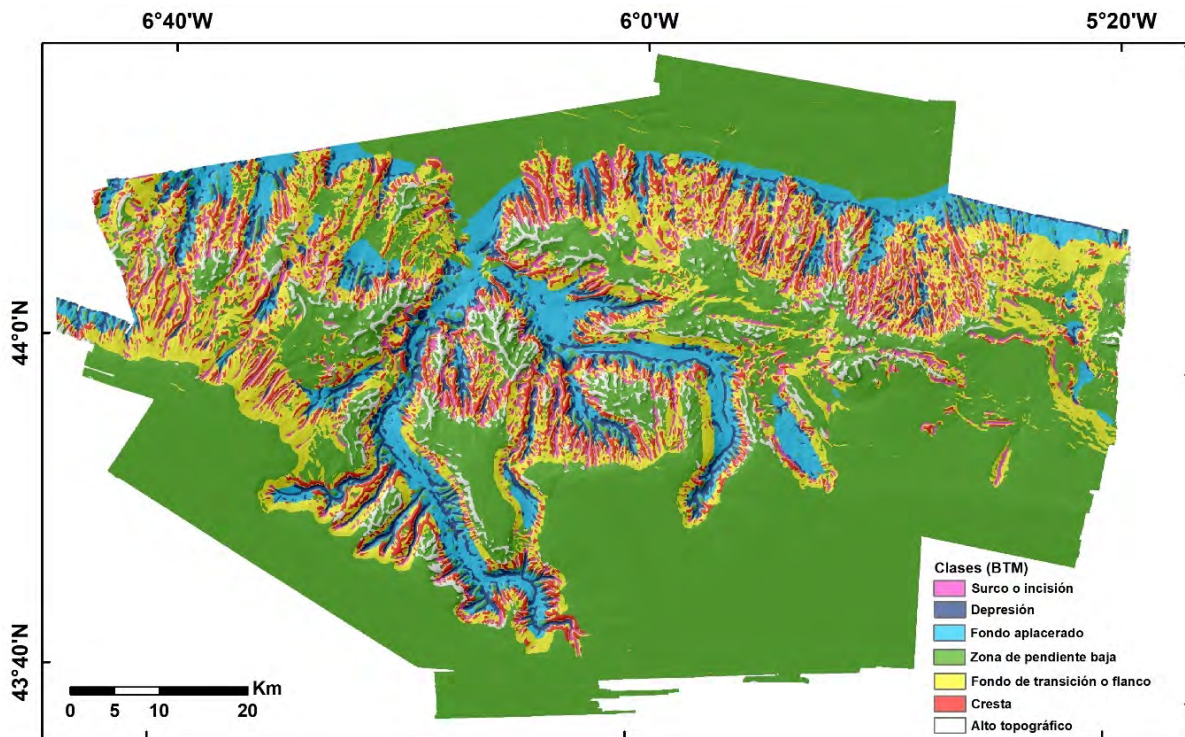 6°40'W 6°0'W 5°20'W
44°0'N
43°40'N
Clases (BTM)
Surco o incisión
Depresión
Fondo aplacerado
Zona de pendiente baja
Fondo de transición o flanco
Cresta
Alto topográfico
Km
0 5 10 20